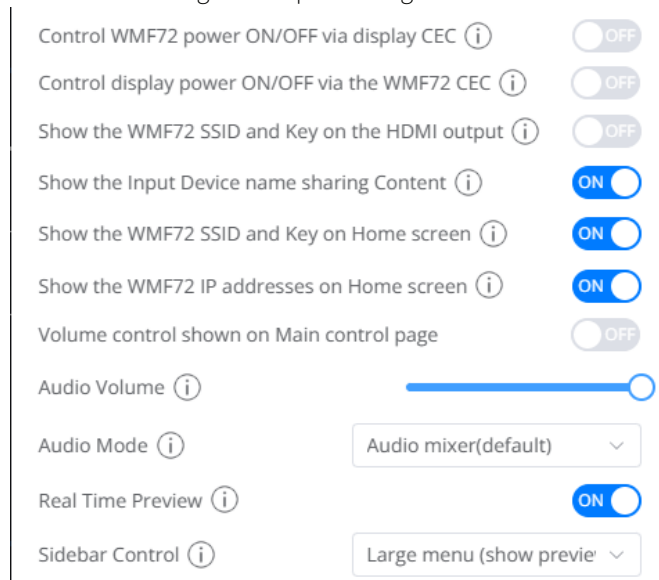 Control WMF72 power ON/OFF via display CEC OFF
Control display power ON/OFF via the WMF72 CEC OFF
Show the WMF72 SSID and Key on the HDMI output OFF
Show the Input Device name sharing Content ON
Show the WMF72 SSID and Key on Home screen ON
Show the WMF72 IP addresses on Home screen ON
Volume control shown on Main control page OFF
Audio Volume
Audio Mode Audio mixer(default)
Real Time Preview ON
Sidebar Control Large menu (show previe